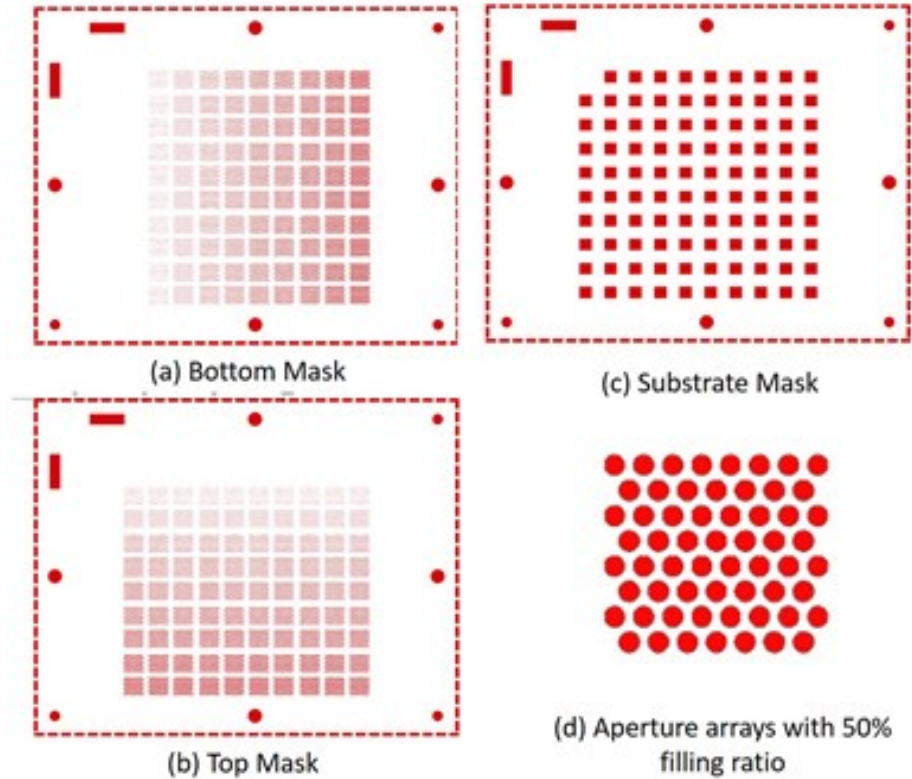 (a) Bottom Mask
(c) Substrate Mask
(b) Top Mask
(d) Aperture arrays with 50%
filling ratio